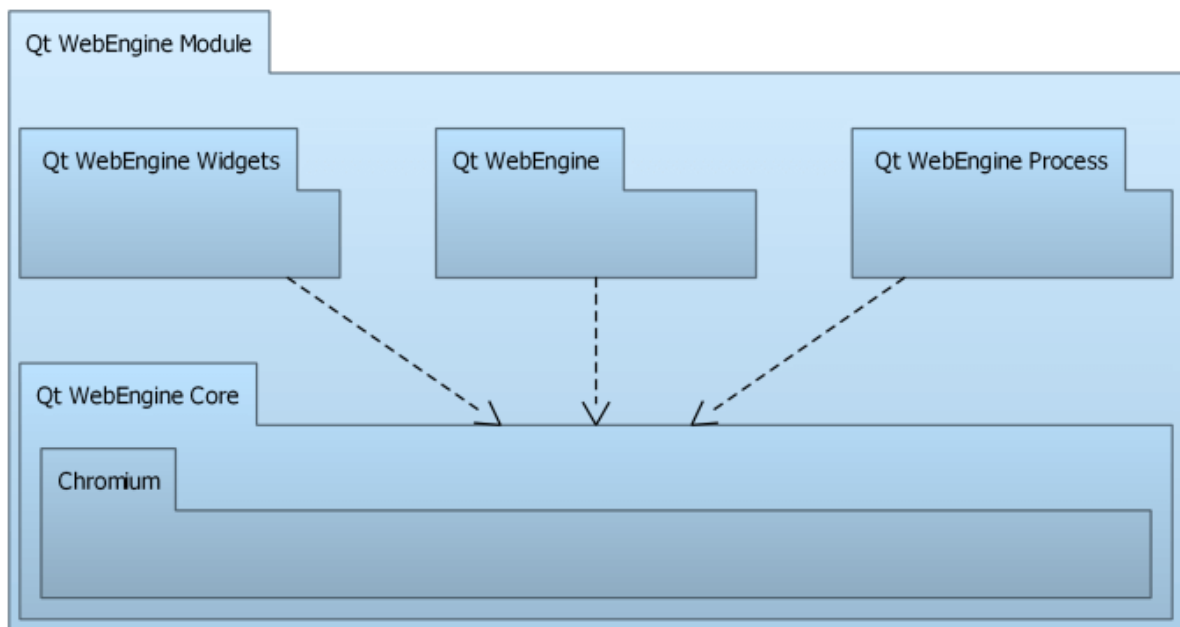 Qt WebEngine Module
Qt WebEngine Widgets
Qt WebEngine
Qt WebEngine Process
Qt WebEngine Core
Chromium